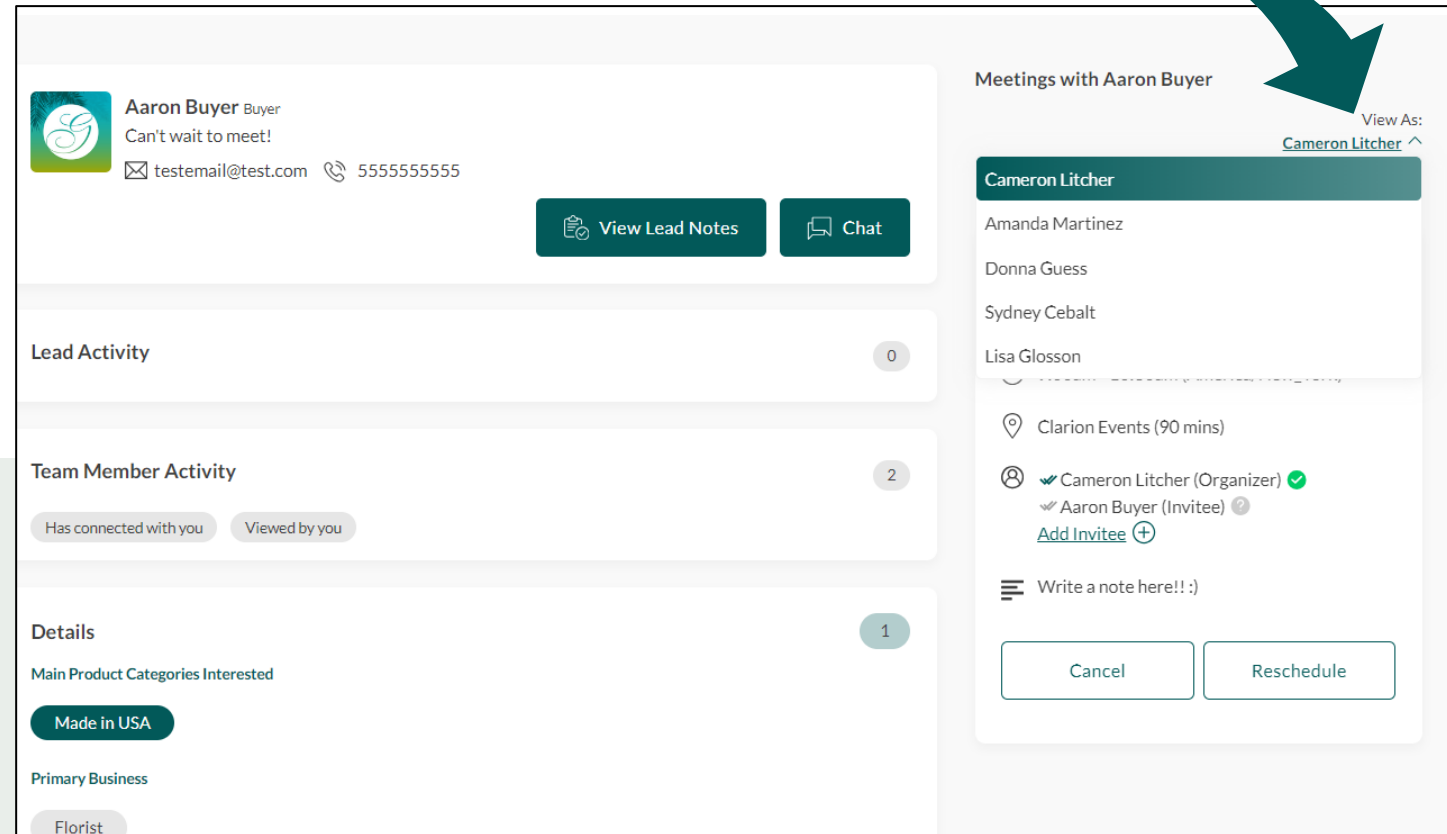 Aaron Buyer Buyer
Can't wait to meet!
testemail@test.com 5555555555
View Lead Notes
Chat
Lead Activity
0
Team Member Activity
2
Has connected with you
Viewed by you
Details
1
Main Product Categories Interested
Made in USA
Primary Business
Florist
Meetings with Aaron Buyer
View As:
Cameron Litcher
Cameron Litcher
Amanda Martinez
Donna Guess
Sydney Cebalt
Lisa Glosson
Clarion Events (90 mins)
Cameron Litcher (Organizer)
Aaron Buyer (Invitee) ?
Add Invitee
Write a note here!! :)
Cancel
Reschedule